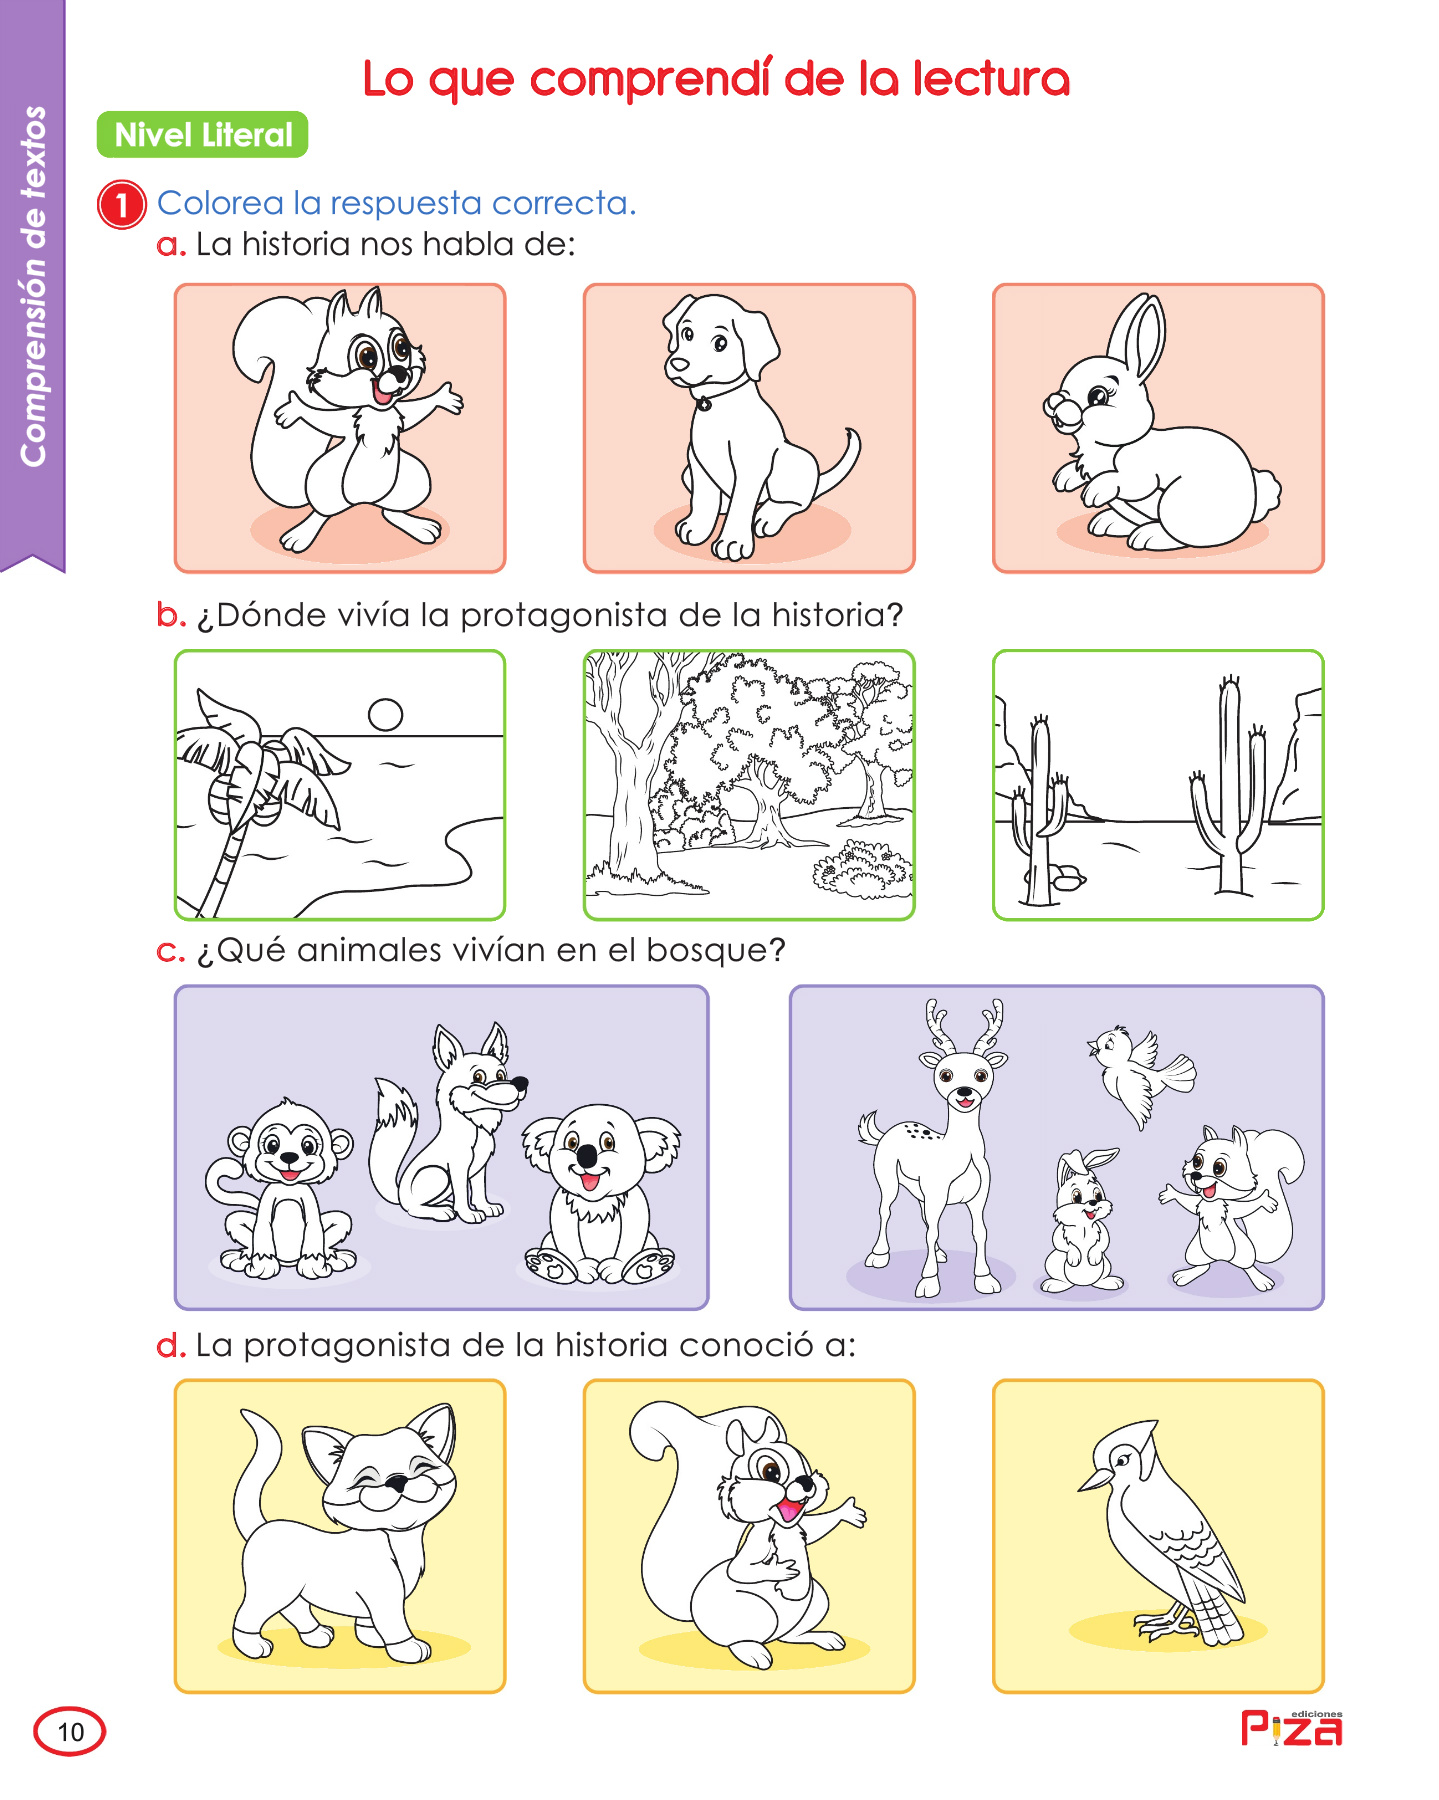 Comprensión de textos
Lo que comprendí de la lectura
Nivel Literal
1 Colorea la respuesta correcta.
a. La historia nos habla de:
b. ¿Dónde vivía la protagonista de la historia?
c. ¿Qué animales vivían en el bosque?
d. La protagonista de la historia conoció a:
10
ediciones
Piza